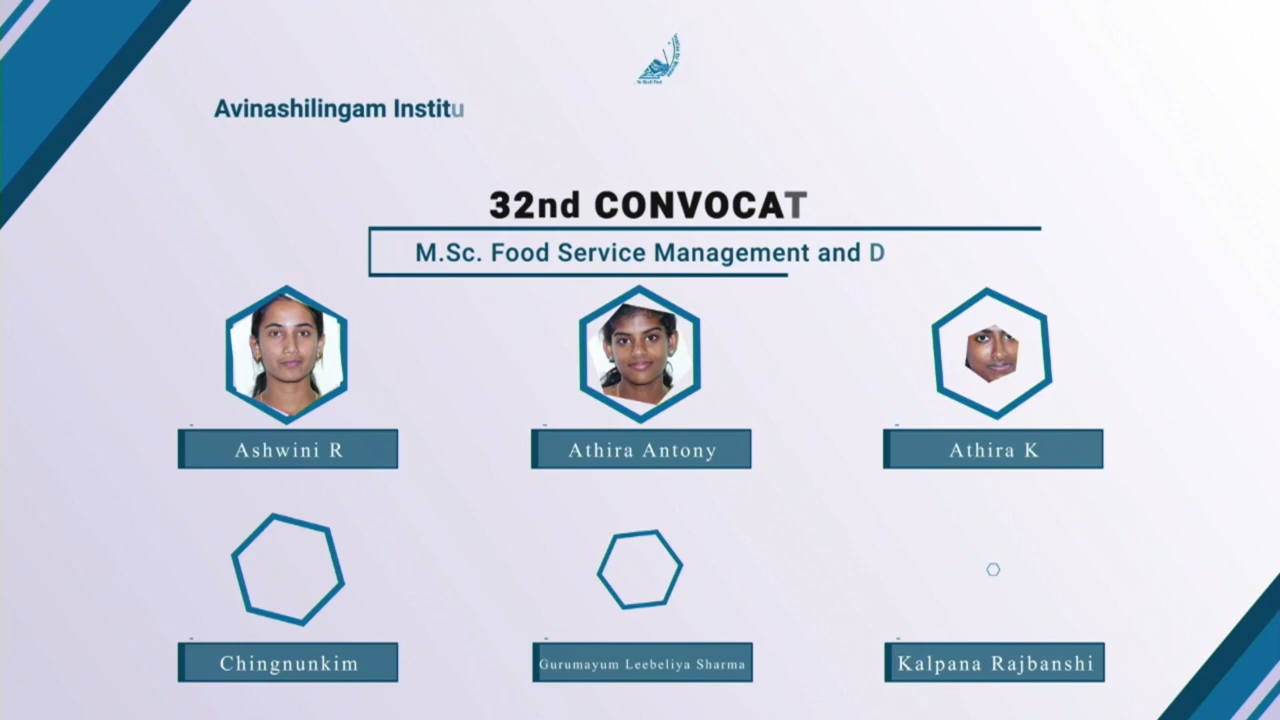 Avinashilingam Institu
32nd CONVOCAT
M.Sc. Food Service Management and D
Ashwini R
Athira Antony
Athira K
Chingnunkim
Gurumayum Leebeliya Sharma
Kalpana Rajbanshi